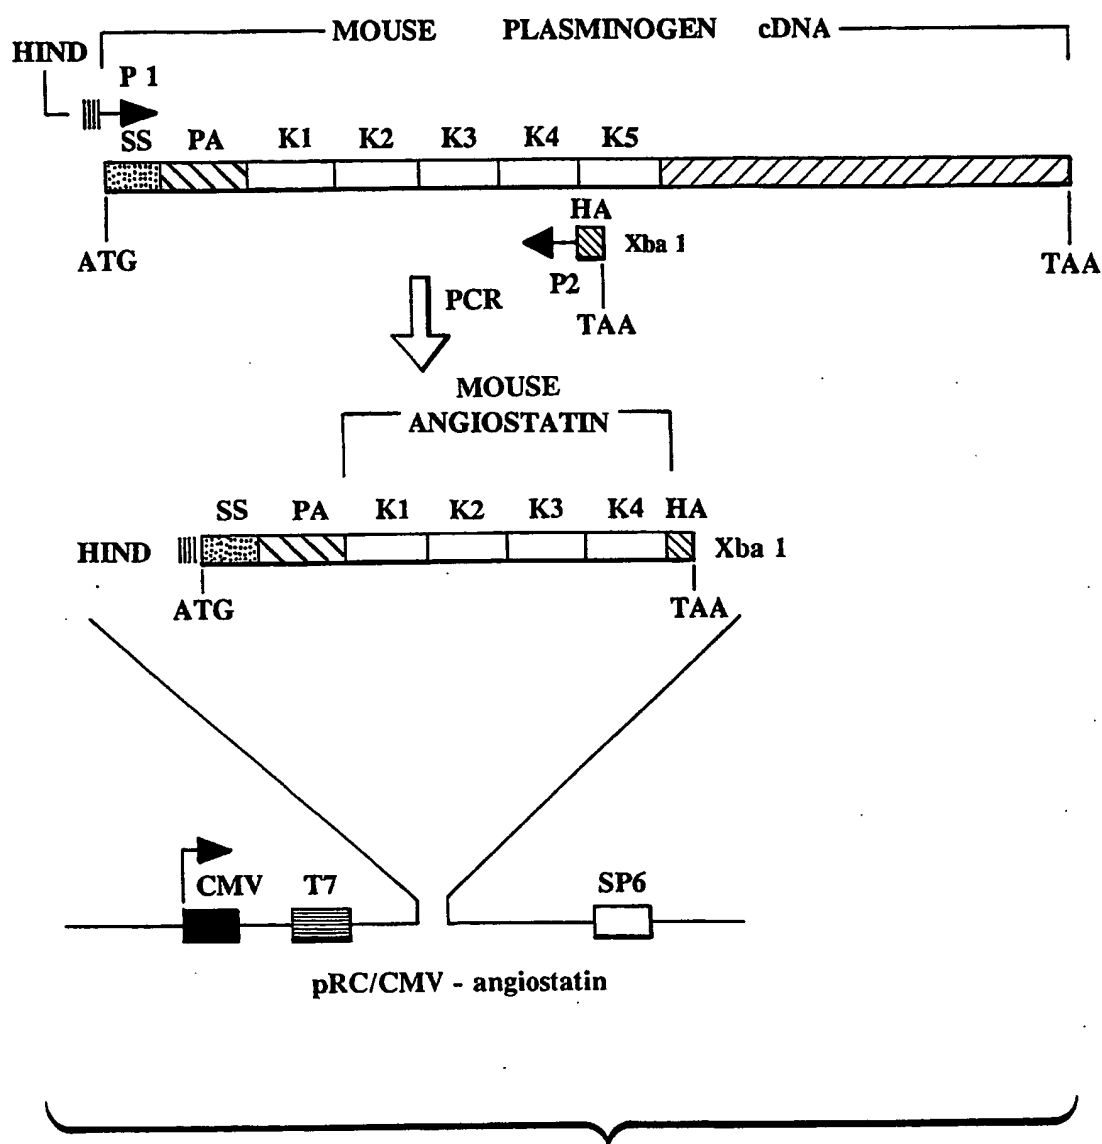 MOUSE PLASMINOGEN cDNA
HIND
P 1
SS PA K1 K2 K3 K4 K5
HA
Xba 1
ATG
P2
TAA
TAA
PCR
MOUSE
ANGIOSTATIN
SS PA K1 K2 K3 K4 HA
HIND
Xba 1
ATG
TAA
CMV T7 SP6
pRC/CMV - angiostatin